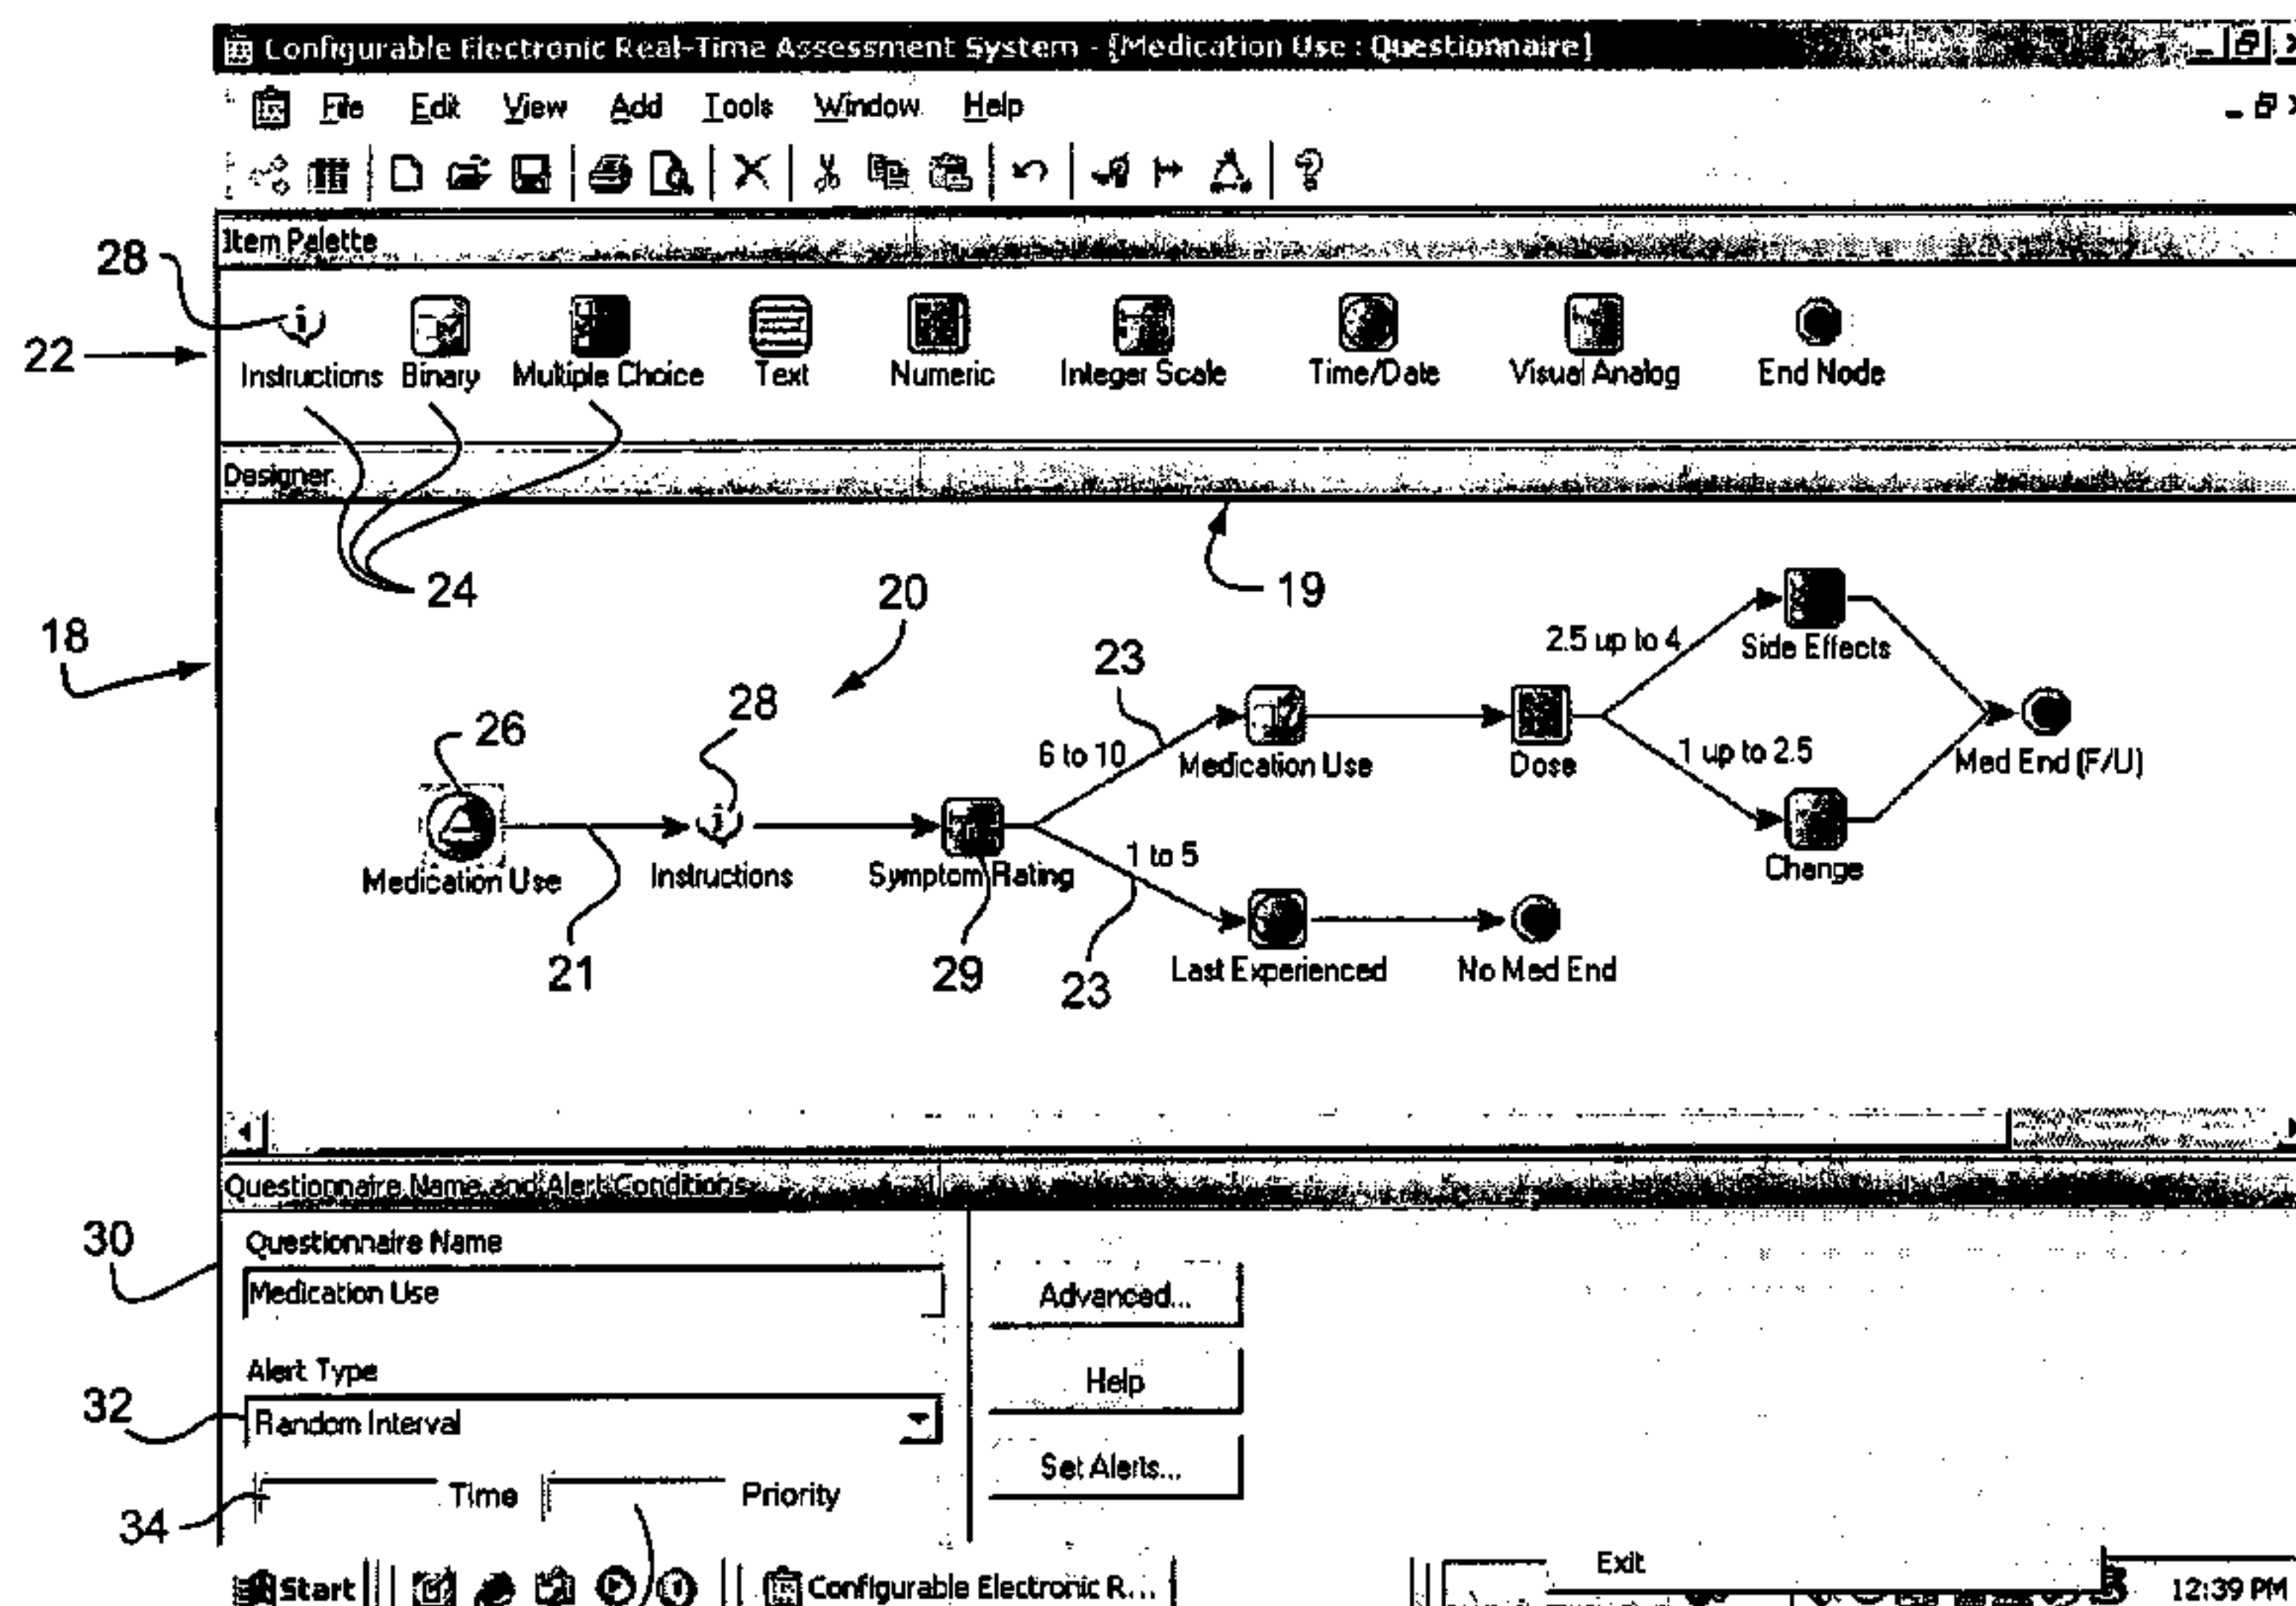 Configurable Electronic Real-Time Assessment System - [Medication Use : Questionnaire]
File Edit View Add Tools Window Help
Item Palette
28
22
Instructions Binary Multiple Choice Text Numeric Integer Scale Time/Date Visual Analog End Node
Designer
24
20
19
18
2.5 up to 4
Side Effects
23
28
26
6 to 10
Medication Use
Dose
1 up to 2.5
Med End (F/U)
Medication Use
Instructions
Symptom Rating
1 to 5
Change
21
29
23
Last Experienced
No Med End
Questionnaire Name and Alert Conditions
30
Questionnaire Name
Medication Use
Advanced...
Alert Type
Help
32
Random Interval
Set Alerts...
34
Time
Priority
Start
Configurable Electronic R...
Exit
12:39 PM